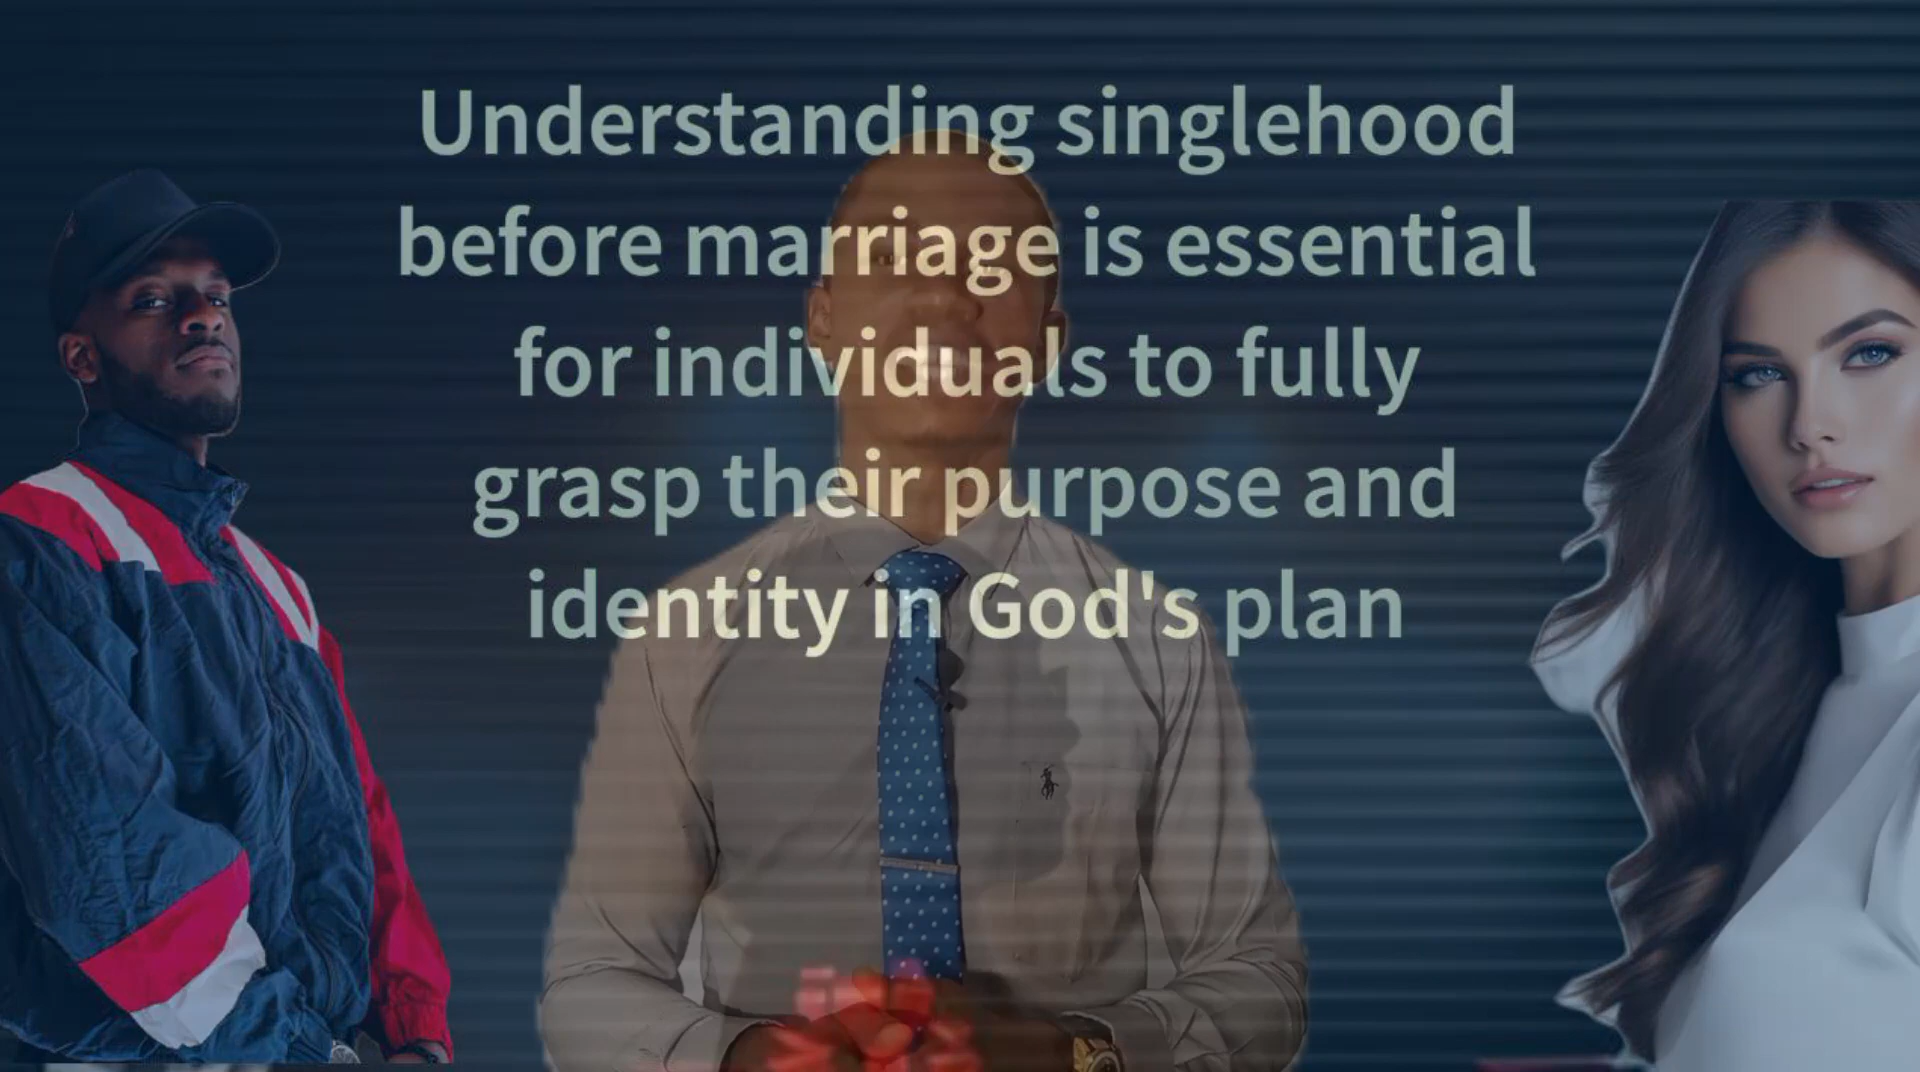 Understanding singlehood
before marriage is essential
for individuals to fully
grasp their purpose and
identity in God's plan